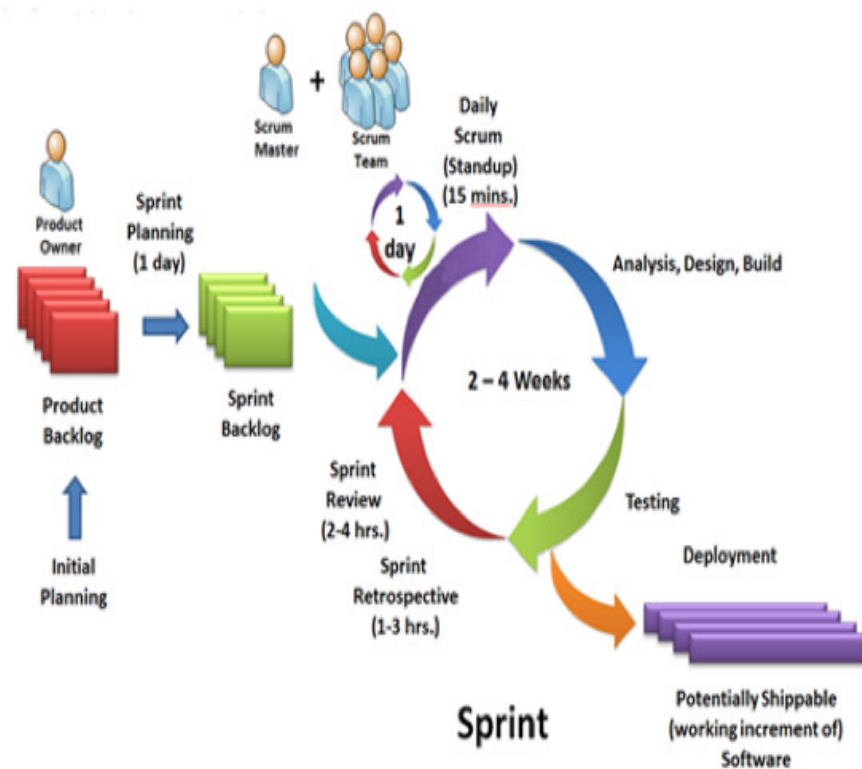 Scrum
Master
+
Scrum
Team
Daily
Scrum
(Standup)
(15 mins.)
Product
Owner
Sprint
Planning
(1 day)
1
day
Analysis, Design, Build
2 – 4 Weeks
Product
Backlog
Sprint
Backlog
Initial
Planning
Sprint
Review
(2-4 hrs.)
Sprint
Retrospective
(1-3 hrs.)
Testing
Deployment
Potentially Shippable
(working increment of)
Software
Sprint